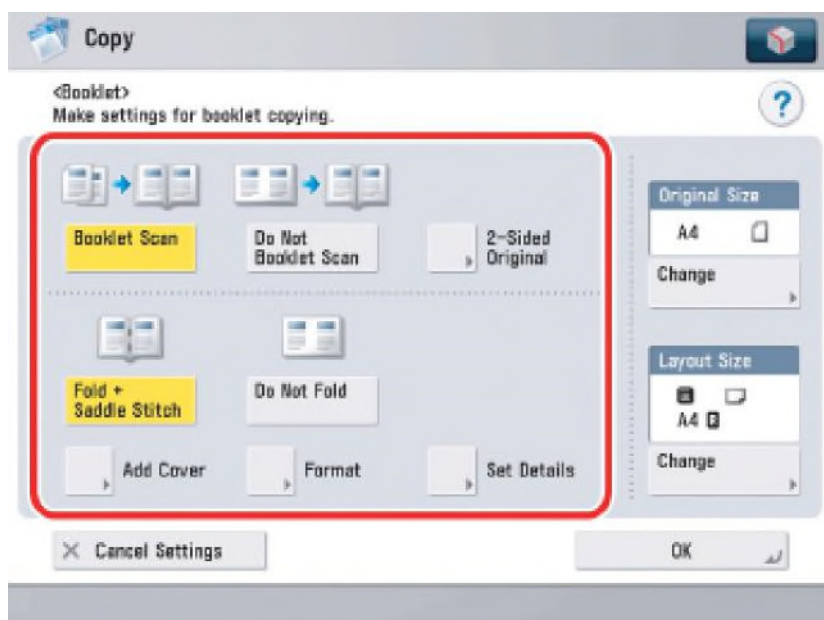 Copy
<Booklet>
Make settings for booklet copying.
?
Booklet Scan
Do Not
Booklet Scan
2-Sided
Original
Fold +
Saddle Stitch
Do Not Fold
Add Cover
Format
Set Details
Original Size
A4
Change
Layout Size
A4
Change
× Cancel Settings
OK